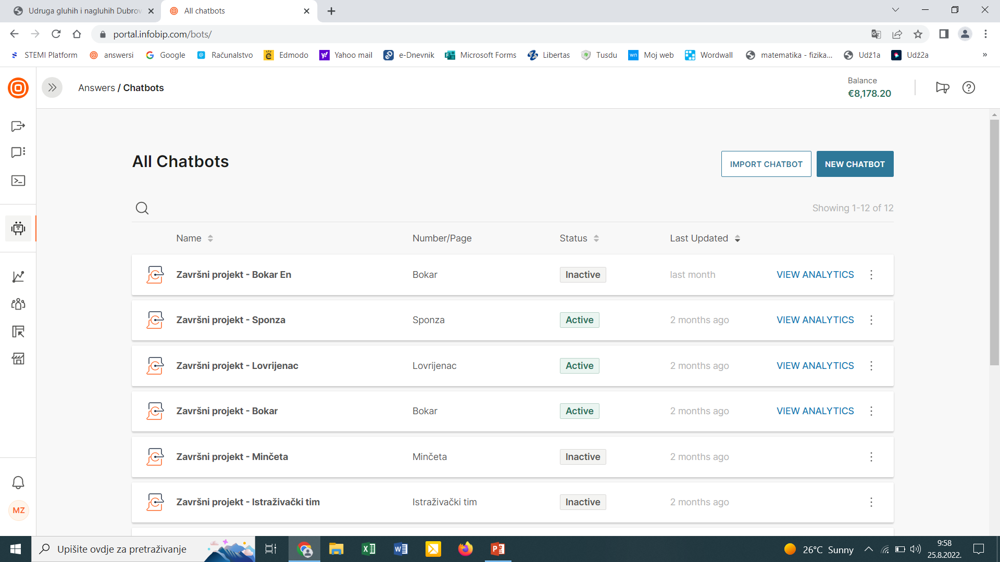 Udruga gluhih i nagluhih Dubrov
All chatbots
portal.infobip.com/bots/
STEMI Platform
answersi
Google
Računalstvo
Edmodo
Yahoo mail
e-Dnevnik
Microsoft Forms
Libertas
Tusdu
Moj web
Wordwall
matematika - fizika...
Udž1a
Udž2a
»
Answers / Chatbots
Balance
€8,178.20
All Chatbots
IMPORT CHATBOT
NEW CHATBOT
Showing 1-12 of 12
Name Number/Page Status Last Updated
Završni projekt - Bokar En Bokar Inactive last month VIEW ANALYTICS
Završni projekt - Sponza Sponza Active 2 months ago VIEW ANALYTICS
Završni projekt - Lovrijenac Lovrijenac Active 2 months ago VIEW ANALYTICS
Završni projekt - Bokar Bokar Active 2 months ago VIEW ANALYTICS
Završni projekt - Minčeta Minčeta Inactive 2 months ago
Završni projekt - Istraživački tim Istraživački tim Inactive 2 months ago
MZ
Upišite ovdje za pretraživanje
26°C Sunny
9:58
25.8.2022.